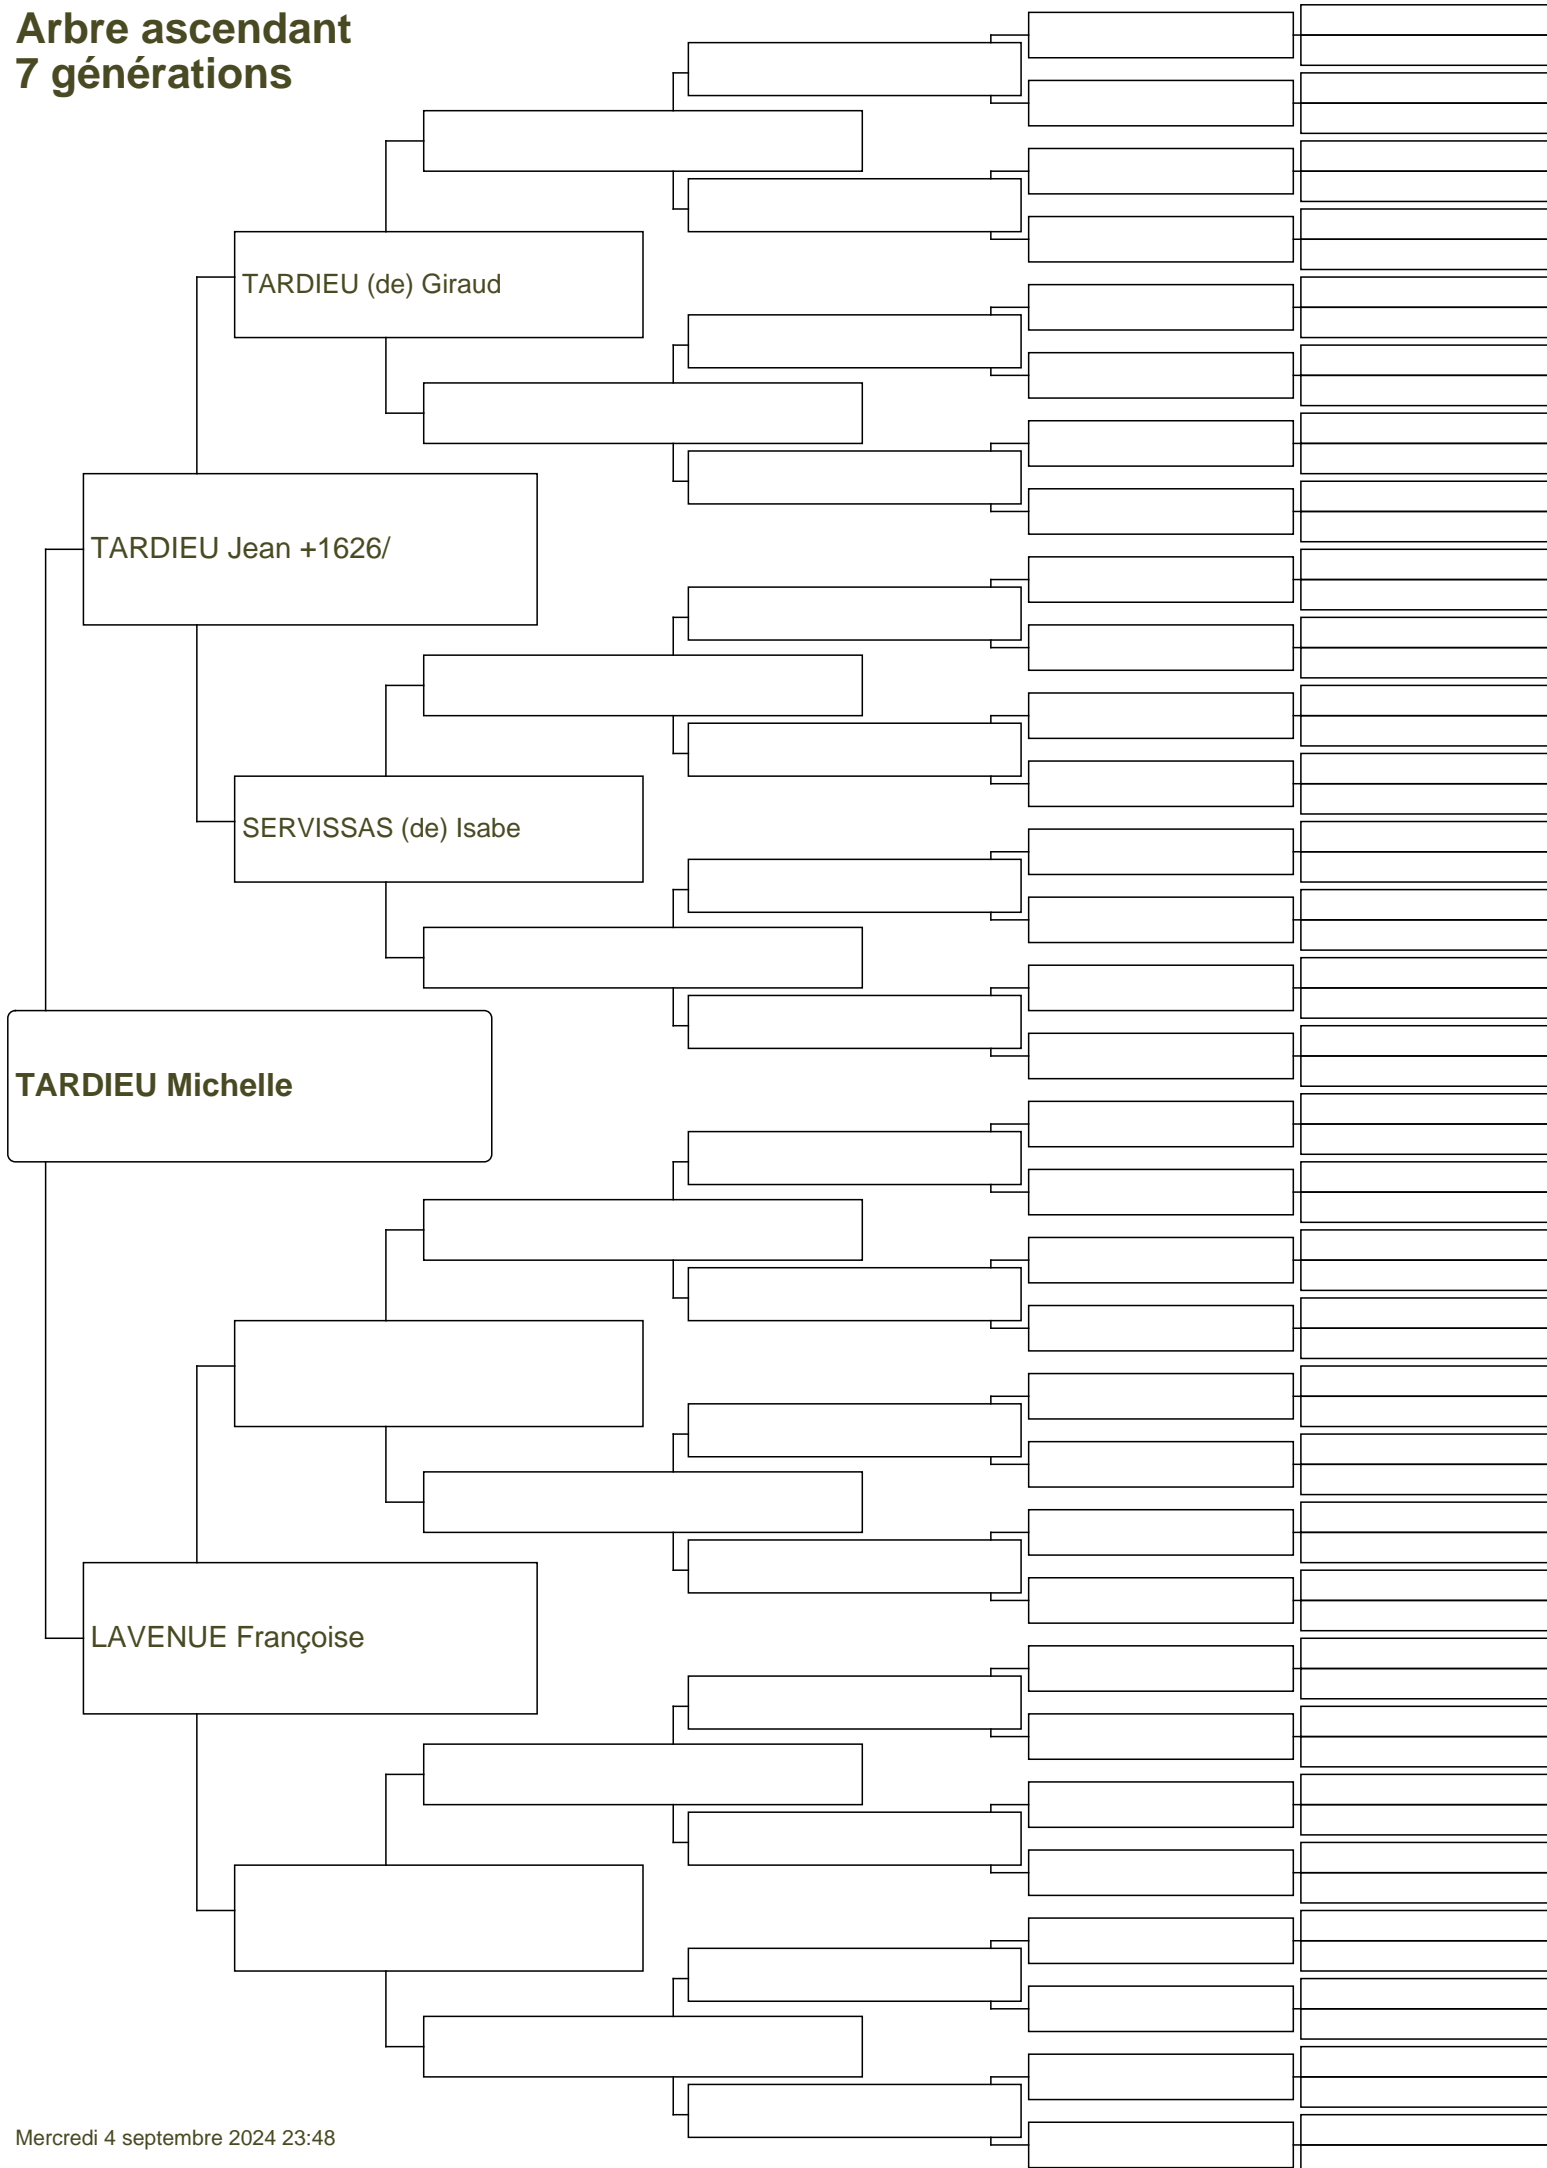 Arbre ascendant
7 générations
TARDIEU (de) Giraud
TARDIEU Jean +1626/
SERVISSAS (de) Isabe
TARDIEU Michelle
LAVENUE Françoise
Mercredi 4 septembre 2024 23:48